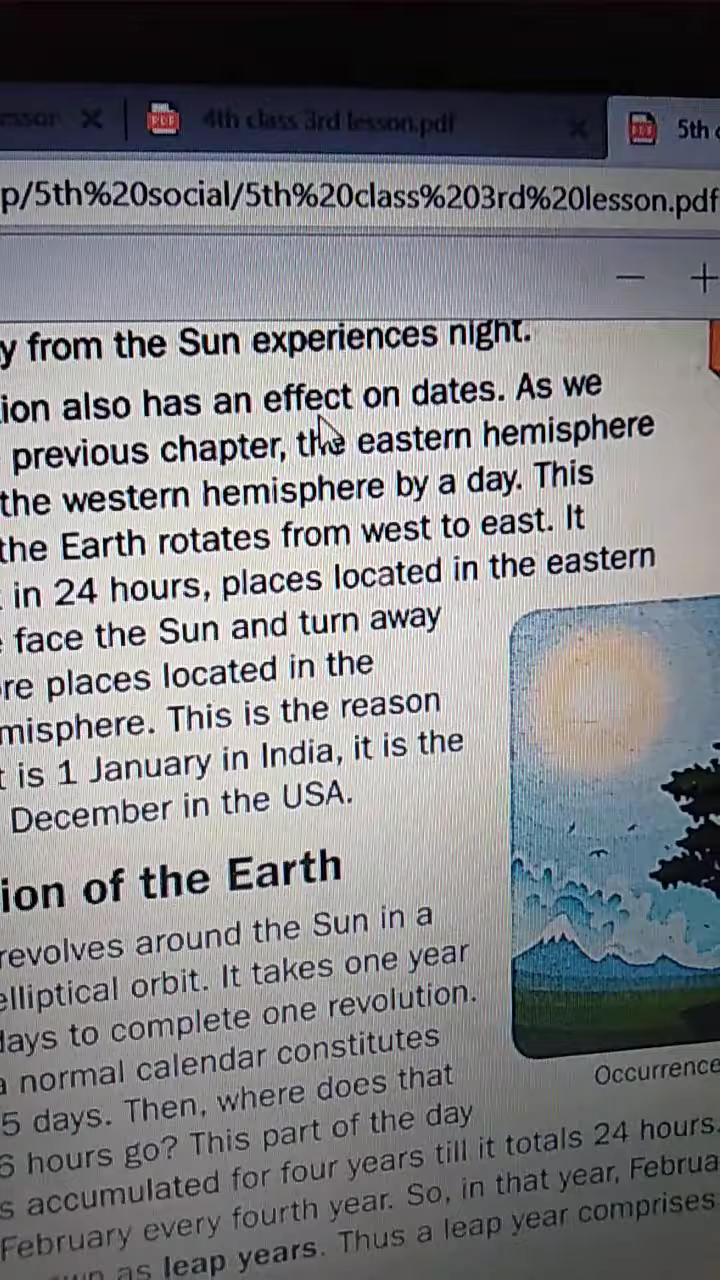 4th class 3rd lesson.pdf
5th
p/5th%20social/5th%20class%203rd%20lesson.pdf
y from the Sun experiences night.
ion also has an effect on dates. As we
previous chapter, the eastern hemisphere
the western hemisphere by a day. This
the Earth rotates from west to east. It
in 24 hours, places located in the eastern
face the Sun and turn away
re places located in the
misphere. This is the reason
t is 1 January in India, it is the
December in the USA.
ion of the Earth
revolves around the Sun in a
elliptical orbit. It takes one year
days to complete one revolution.
a normal calendar constitutes
5 days. Then, where does that
6 hours go? This part of the day
s accumulated for four years till it totals 24 hours.
February every fourth year. So, in that year, Februa
as leap years. Thus a leap year comprises
Occurrence